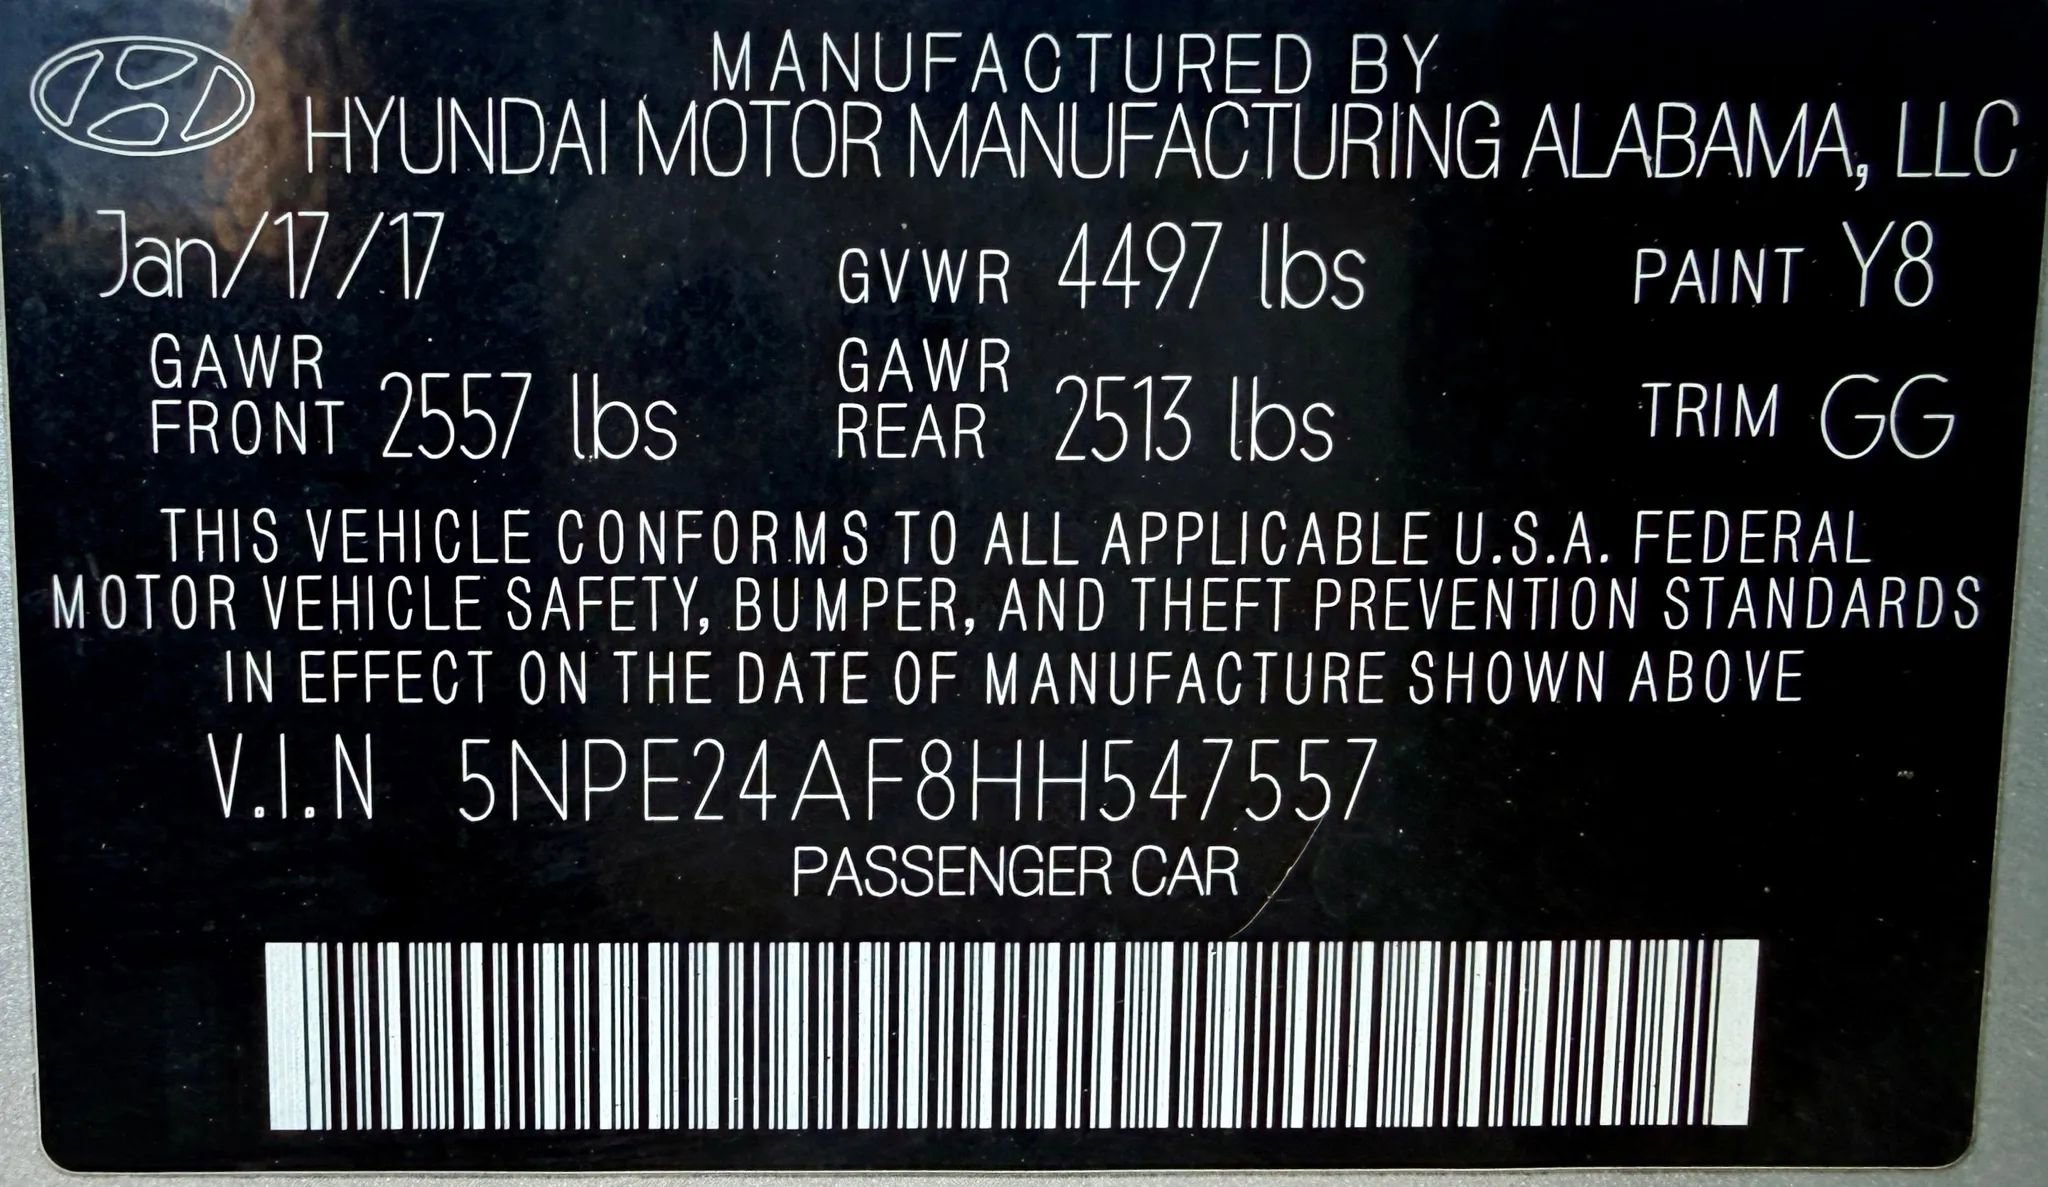 MANUFACTURED BY
HYUNDAI MOTOR MANUFACTURING ALABAMA, LLC
Jan/17/17 GVWR 4497 lbs PAINT Y8
GAWR FRONT 2557 lbs GAWR REAR 2513 lbs TRIM GG
THIS VEHICLE CONFORMS TO ALL APPLICABLE U.S.A. FEDERAL
MOTOR VEHICLE SAFETY, BUMPER, AND THEFT PREVENTION STANDARDS
IN EFFECT ON THE DATE OF MANUFACTURE SHOWN ABOVE
V.I.N 5NPE24AF8HH547557
PASSENGER CAR